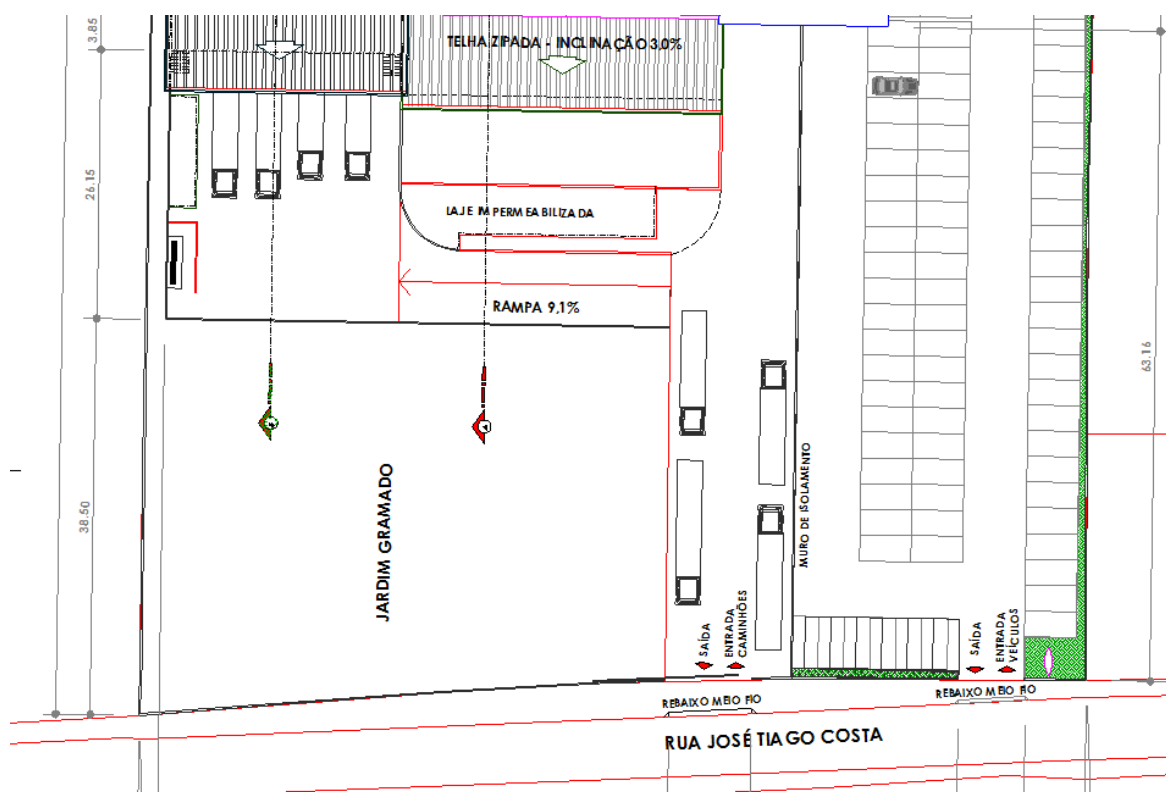 3.85
TELHA ZIPADA - INCLINAÇÃO 3,0%
26.15
LAJE IMPERMEABILIZADA
RAMPA 9,1%
63.16
MURO DE ISOLAMENTO
38.50
JARDIM GRAMADO
SAÍDA
ENTRADA
CAMINHÕES
SAÍDA
ENTRADA
VEÍCULOS
REBAIXO MEIO FIO
REBAIXO MEIO FIO
RUA JOSÉ TIAGO COSTA